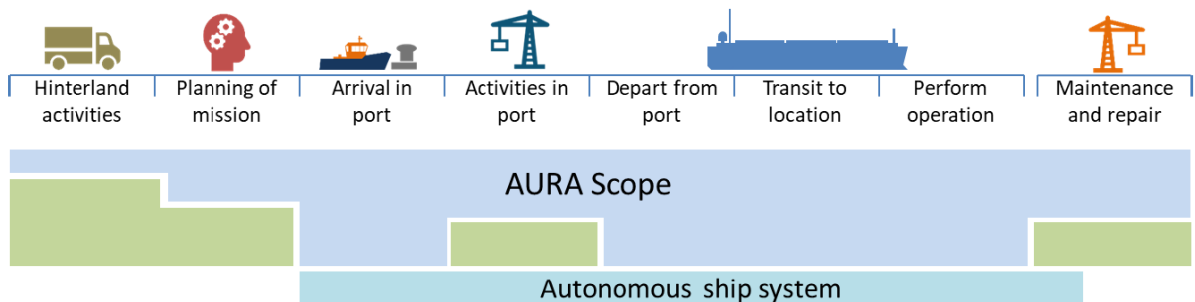 Hinterland activities
Planning of mission
Arrival in port
Activities in port
Depart from port
Transit to location
Perform operation
Maintenance and repair
AURA Scope
Autonomous ship system